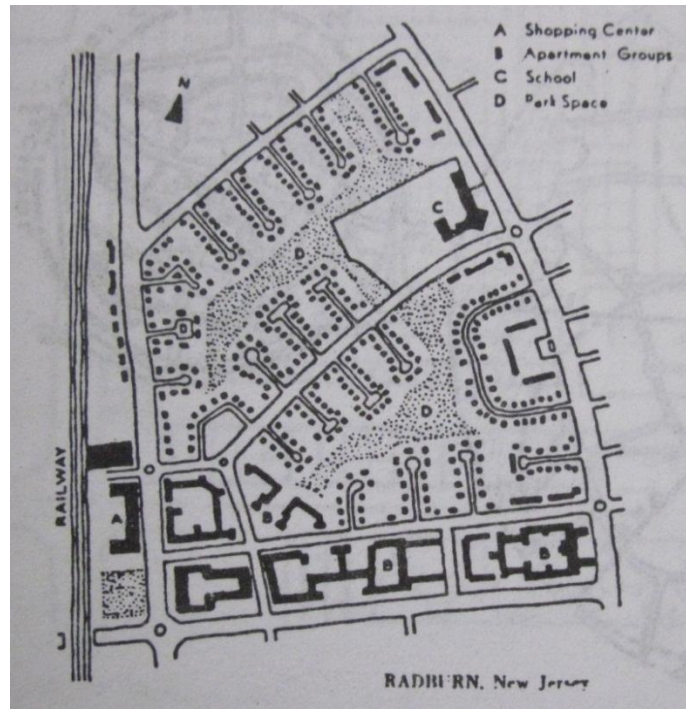 A Shopping Center
B Apartment Groups
C School
D Park Space
N
C
D
D
RAILWAY
A
B
B
B
RADBURN, New Jersey